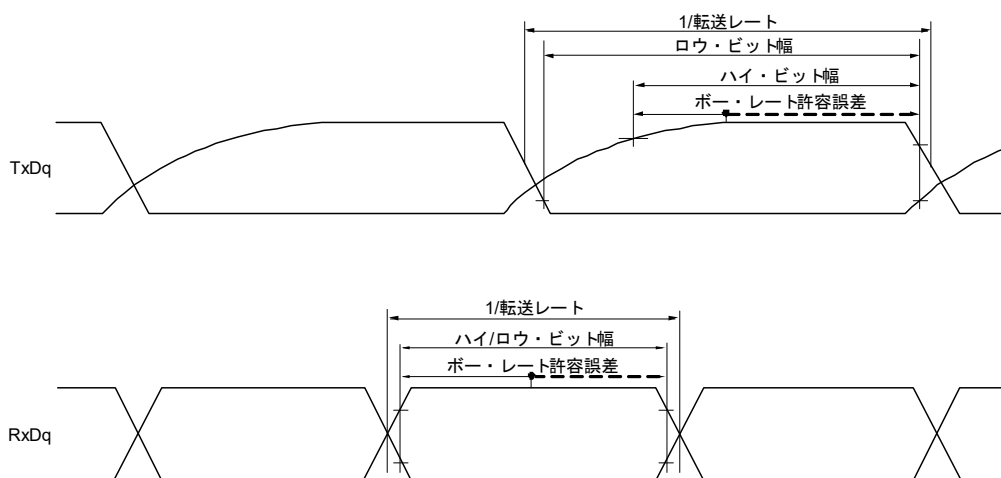 1/転送レート
ロウ・ビット幅
ハイ・ビット幅
ボー・レート許容誤差
TxDq
1/転送レート
ハイ/ロウ・ビット幅
ボー・レート許容誤差
RxDq